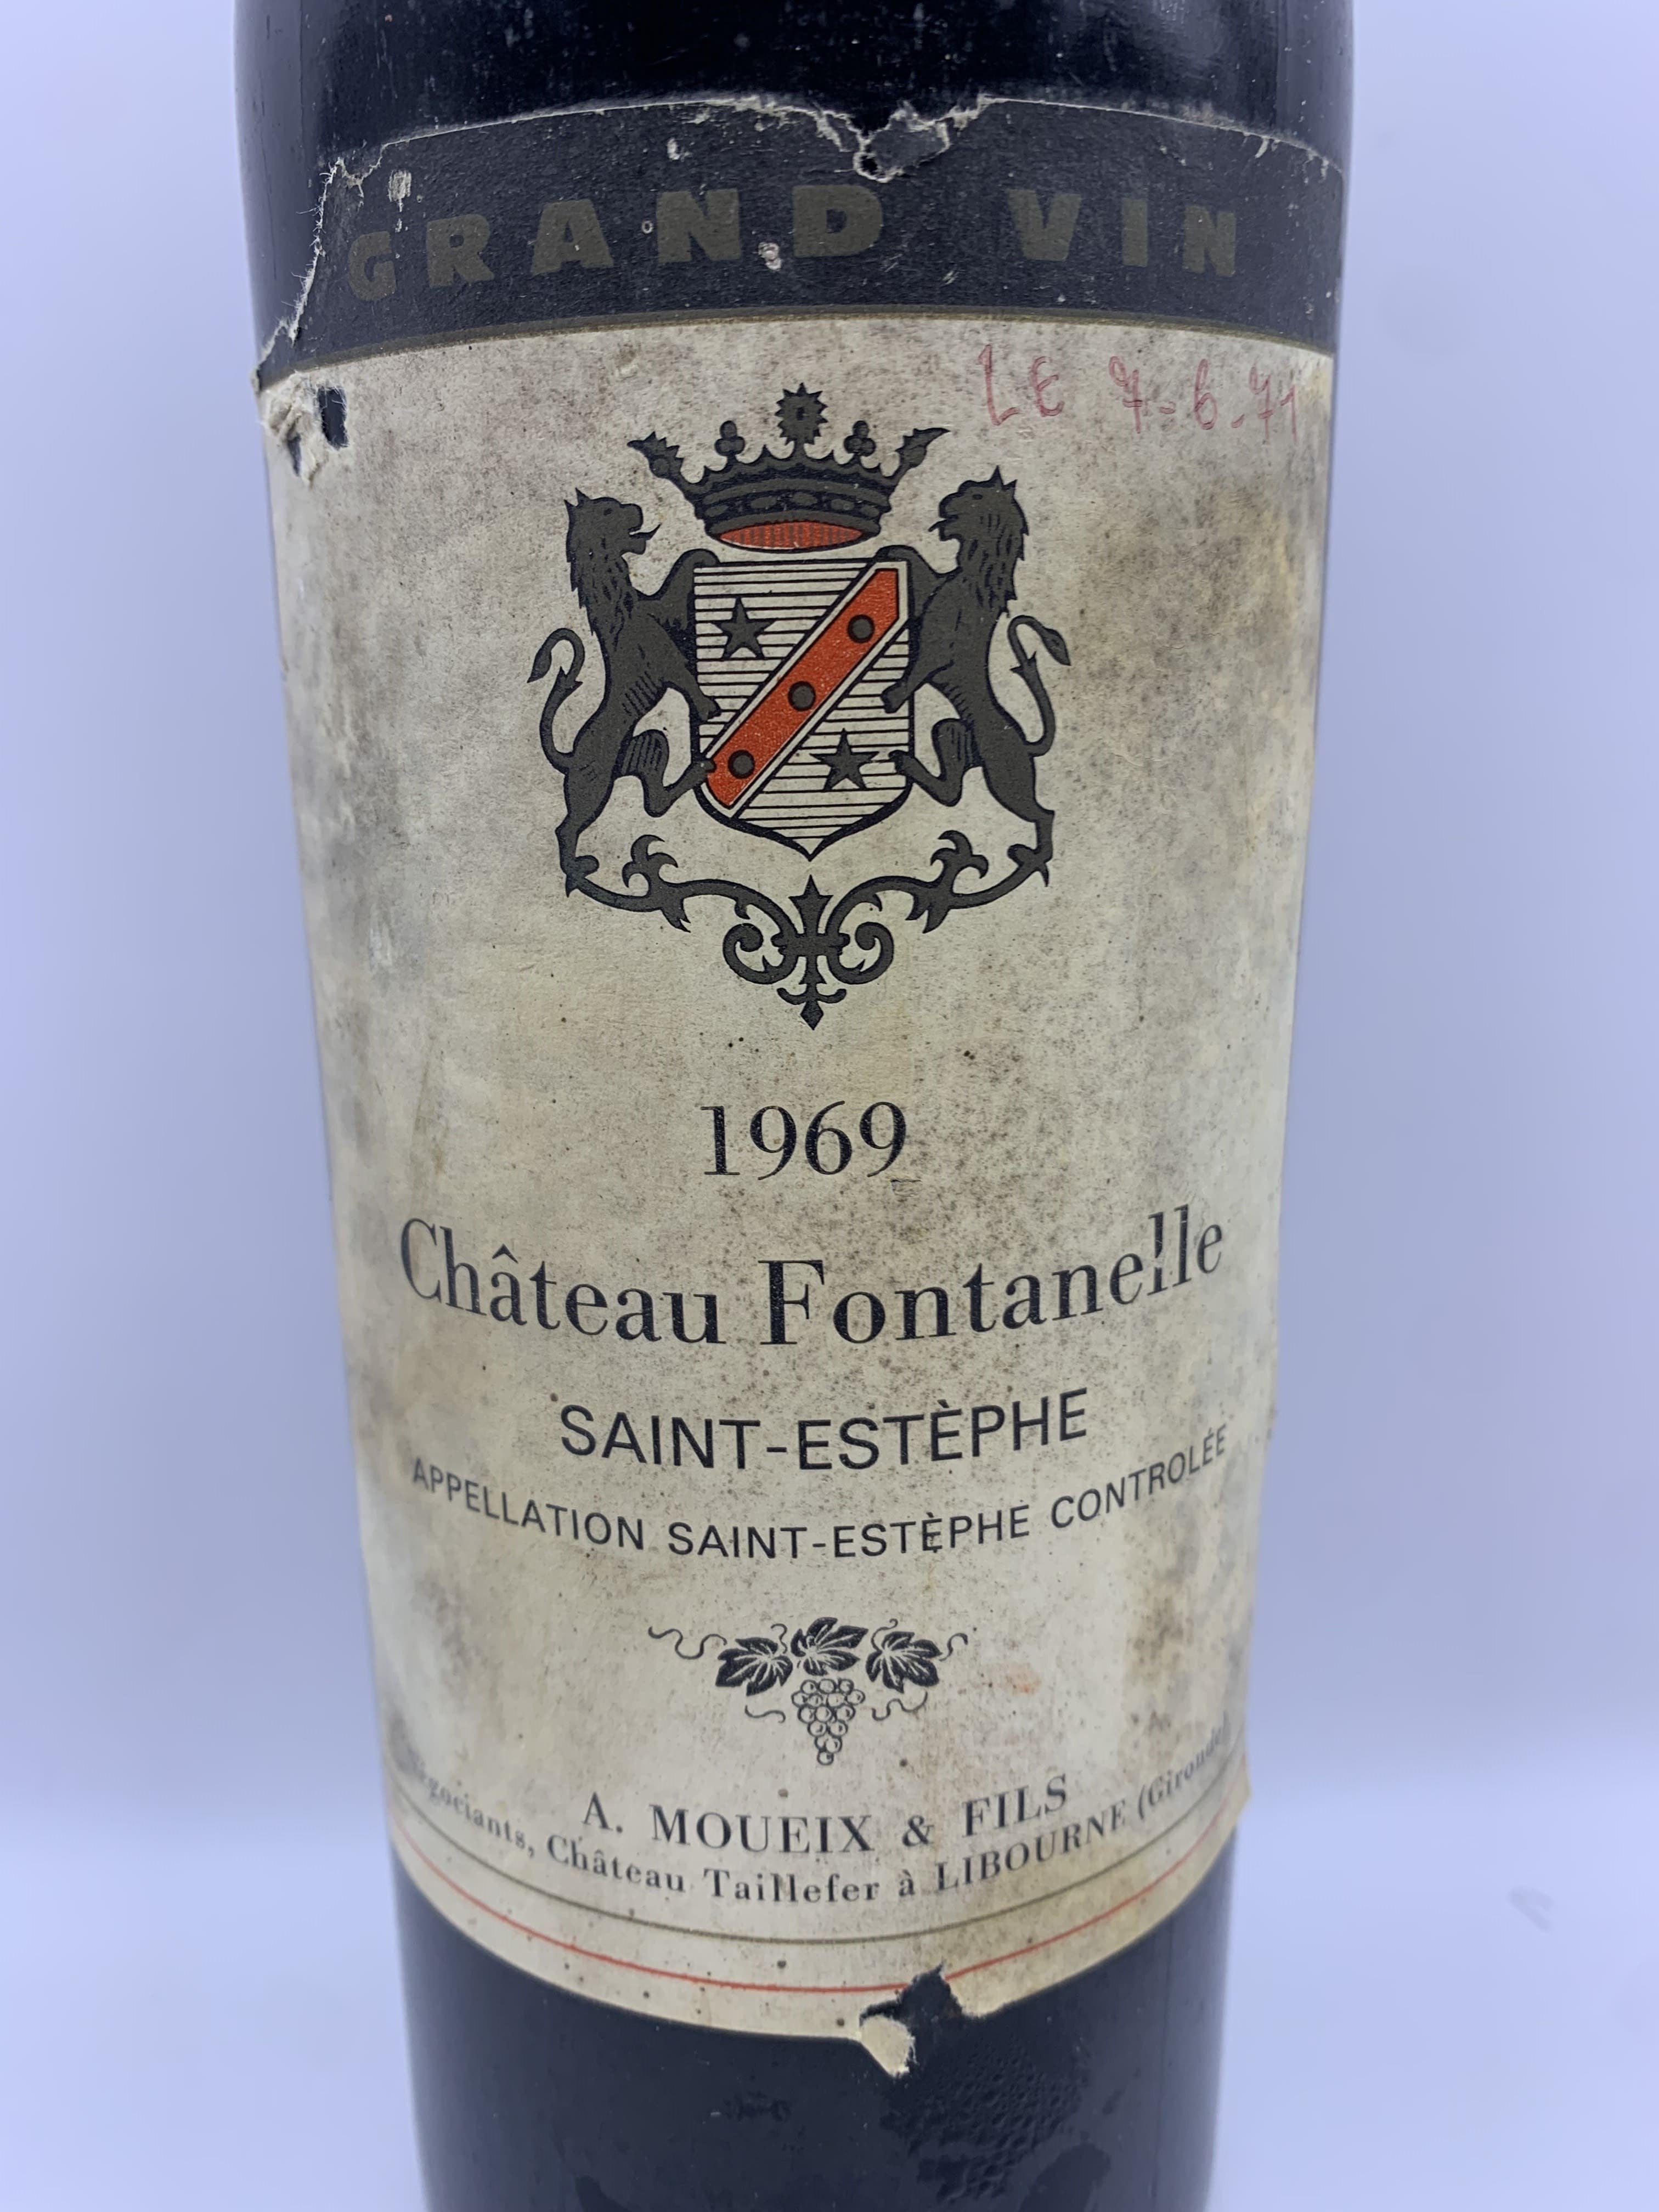 GRAND VIN
LE 7-6-71
1969
Château Fontanelle
SAINT-ESTÈPHE
APPELLATION SAINT-ESTÈPHE CONTROLÉE
A. MOUEIX & FILS
Négociants, Château Taillefer à LIBOURNE (Gironde)